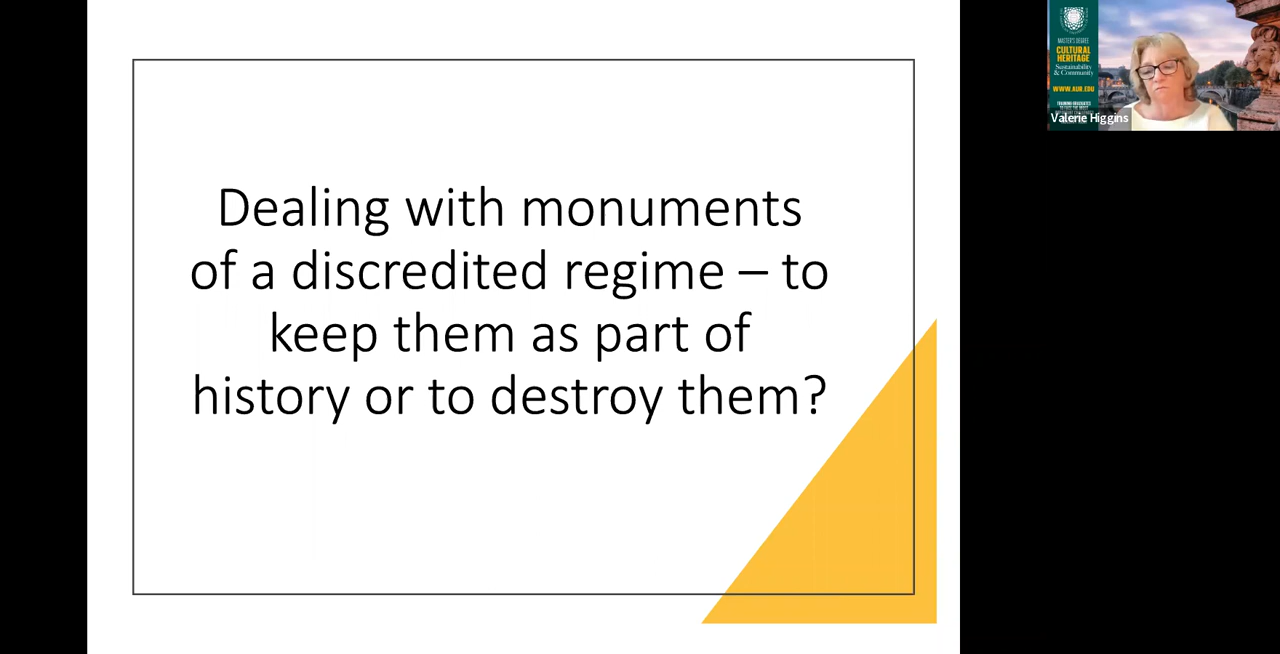 Dealing with monuments
of a discredited regime – to
keep them as part of
history or to destroy them?
MASTER'S DEGREE
CULTURAL
HERITAGE
Sustainability
& Community
WWW.AUR.EDU
Valerie Higgins